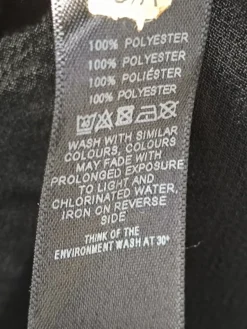 100% POLYESTER
100% POLYESTER
100% POLIÉSTER
100% POLYESTER
WASH WITH SIMILAR
COLOURS, COLOURS
MAY FADE WITH
PROLONGED EXPOSURE
TO LIGHT AND
CHLORINATED WATER.
IRON ON REVERSE
SIDE
THINK OF THE
ENVIRONMENT WASH AT 30°